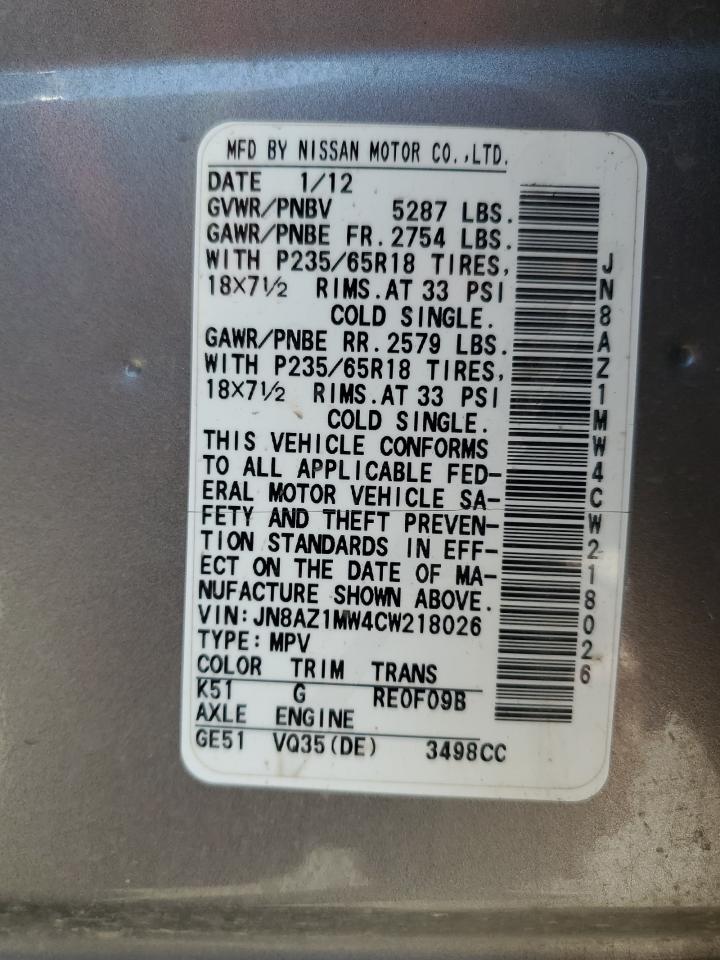 MFD BY NISSAN MOTOR CO.,LTD.
DATE 1/12
GVWR/PNBV 5287 LBS.
GAWR/PNBE FR. 2754 LBS.
WITH P235/65R18 TIRES,
18X7½ RIMS. AT 33 PSI
COLD SINGLE.
GAWR/PNBE RR. 2579 LBS.
WITH P235/65R18 TIRES,
18X7½ RIMS. AT 33 PSI
COLD SINGLE.
THIS VEHICLE CONFORMS
TO ALL APPLICABLE FED-
ERAL MOTOR VEHICLE SA-
FETY AND THEFT PREVEN-
TION STANDARDS IN EFF-
ECT ON THE DATE OF MA-
NUFACTURE SHOWN ABOVE.
VIN: JN8AZ1MW4CW218026
TYPE: MPV
COLOR TRIM TRANS
K51 G RE0F09B
AXLE ENGINE
GE51 VQ35(DE) 3498CC
JN8AZ1MW4CW218026